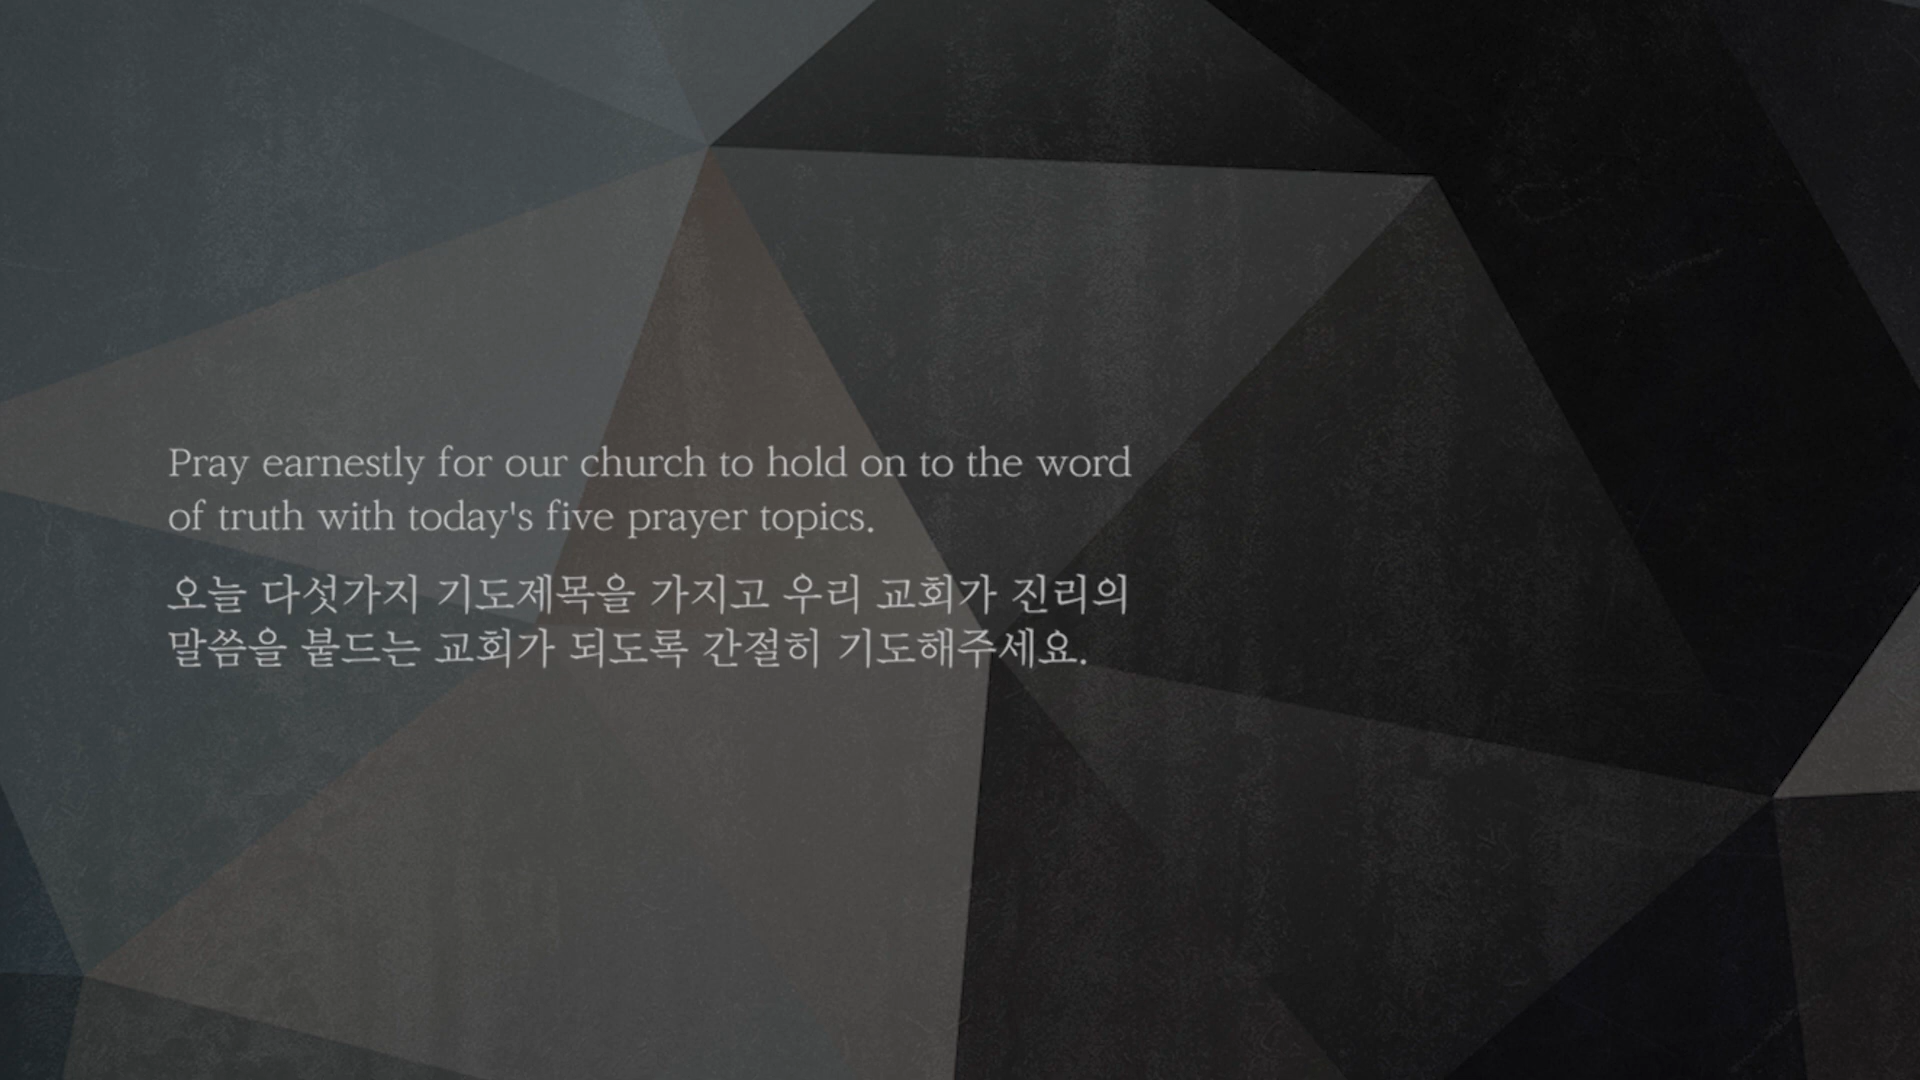 Pray earnestly for our church to hold on to the word
of truth with today's five prayer topics.
오늘 다섯가지 기도제목을 가지고 우리 교회가 진리의
말씀을 붙드는 교회가 되도록 간절히 기도해주세요.